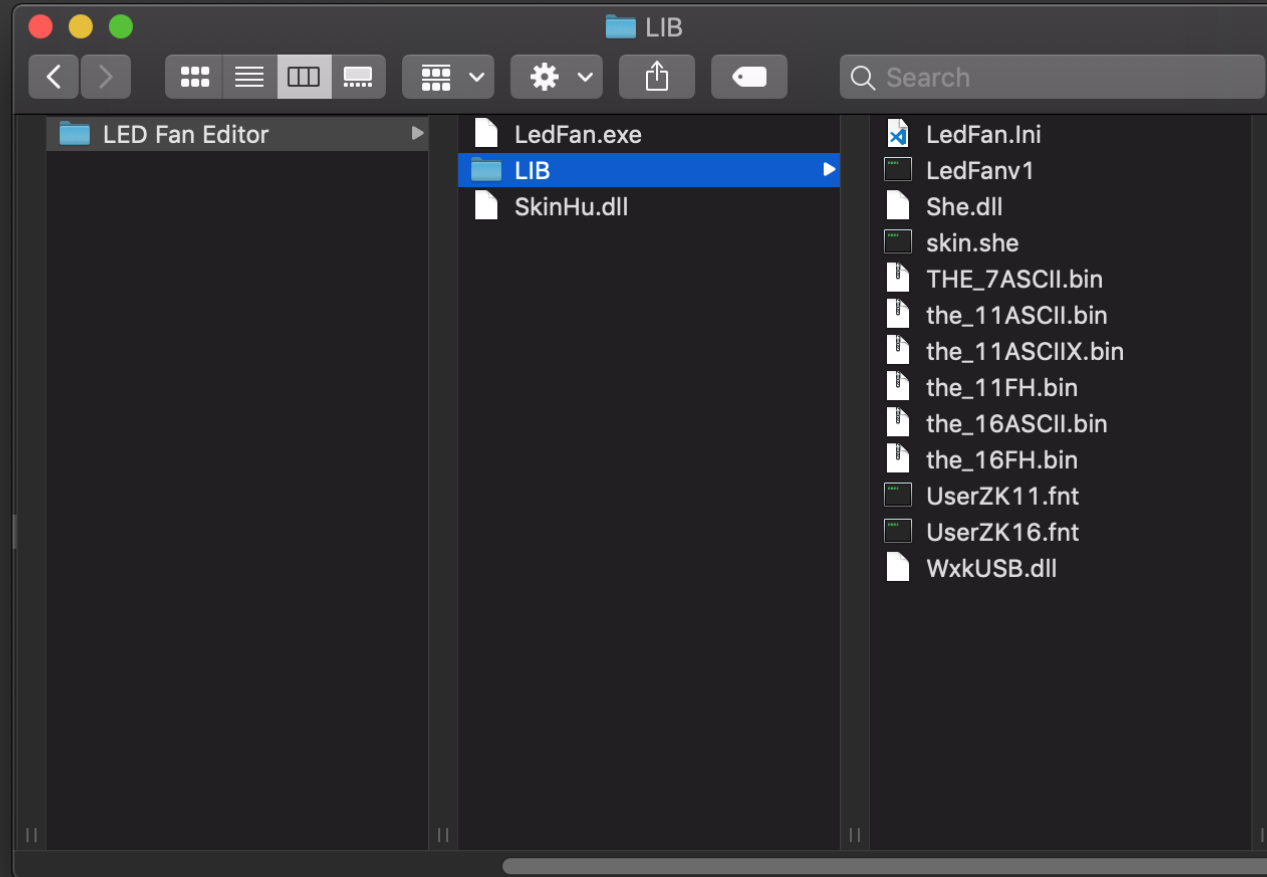 LIB
Search
LED Fan Editor
LedFan.exe
LIB
SkinHu.dll
LedFan.Ini
LedFanv1
She.dll
skin.she
THE_7ASCII.bin
the_11ASCII.bin
the_11ASCIIX.bin
the_11FH.bin
the_16ASCII.bin
the_16FH.bin
UserZK11.fnt
UserZK16.fnt
WxkUSB.dll